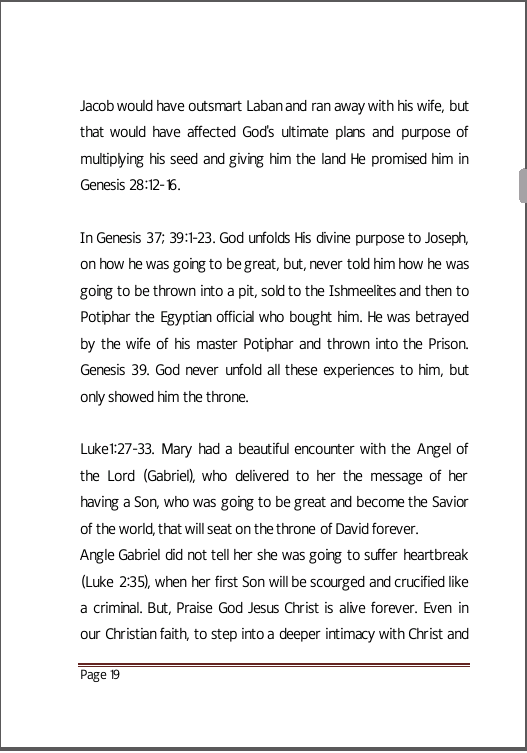 Jacob would have outsmart Laban and ran away with his wife, but
that would have affected God's ultimate plans and purpose of
multiplying his seed and giving him the land He promised him in
Genesis 28:12-16.
In Genesis 37; 39:1-23. God unfolds His divine purpose to Joseph,
on how he was going to be great, but, never told him how he was
going to be thrown into a pit, sold to the Ishmeelites and then to
Potiphar the Egyptian official who bought him. He was betrayed
by the wife of his master Potiphar and thrown into the Prison.
Genesis 39. God never unfold all these experiences to him, but
only showed him the throne.
Luke1:27-33. Mary had a beautiful encounter with the Angel of
the Lord (Gabriel), who delivered to her the message of her
having a Son, who was going to be great and become the Savior
of the world, that will seat on the throne of David forever.
Angle Gabriel did not tell her she was going to suffer heartbreak
(Luke 2:35), when her first Son will be scourged and crucified like
a criminal. But, Praise God Jesus Christ is alive forever. Even in
our Christian faith, to step into a deeper intimacy with Christ and
Page 19